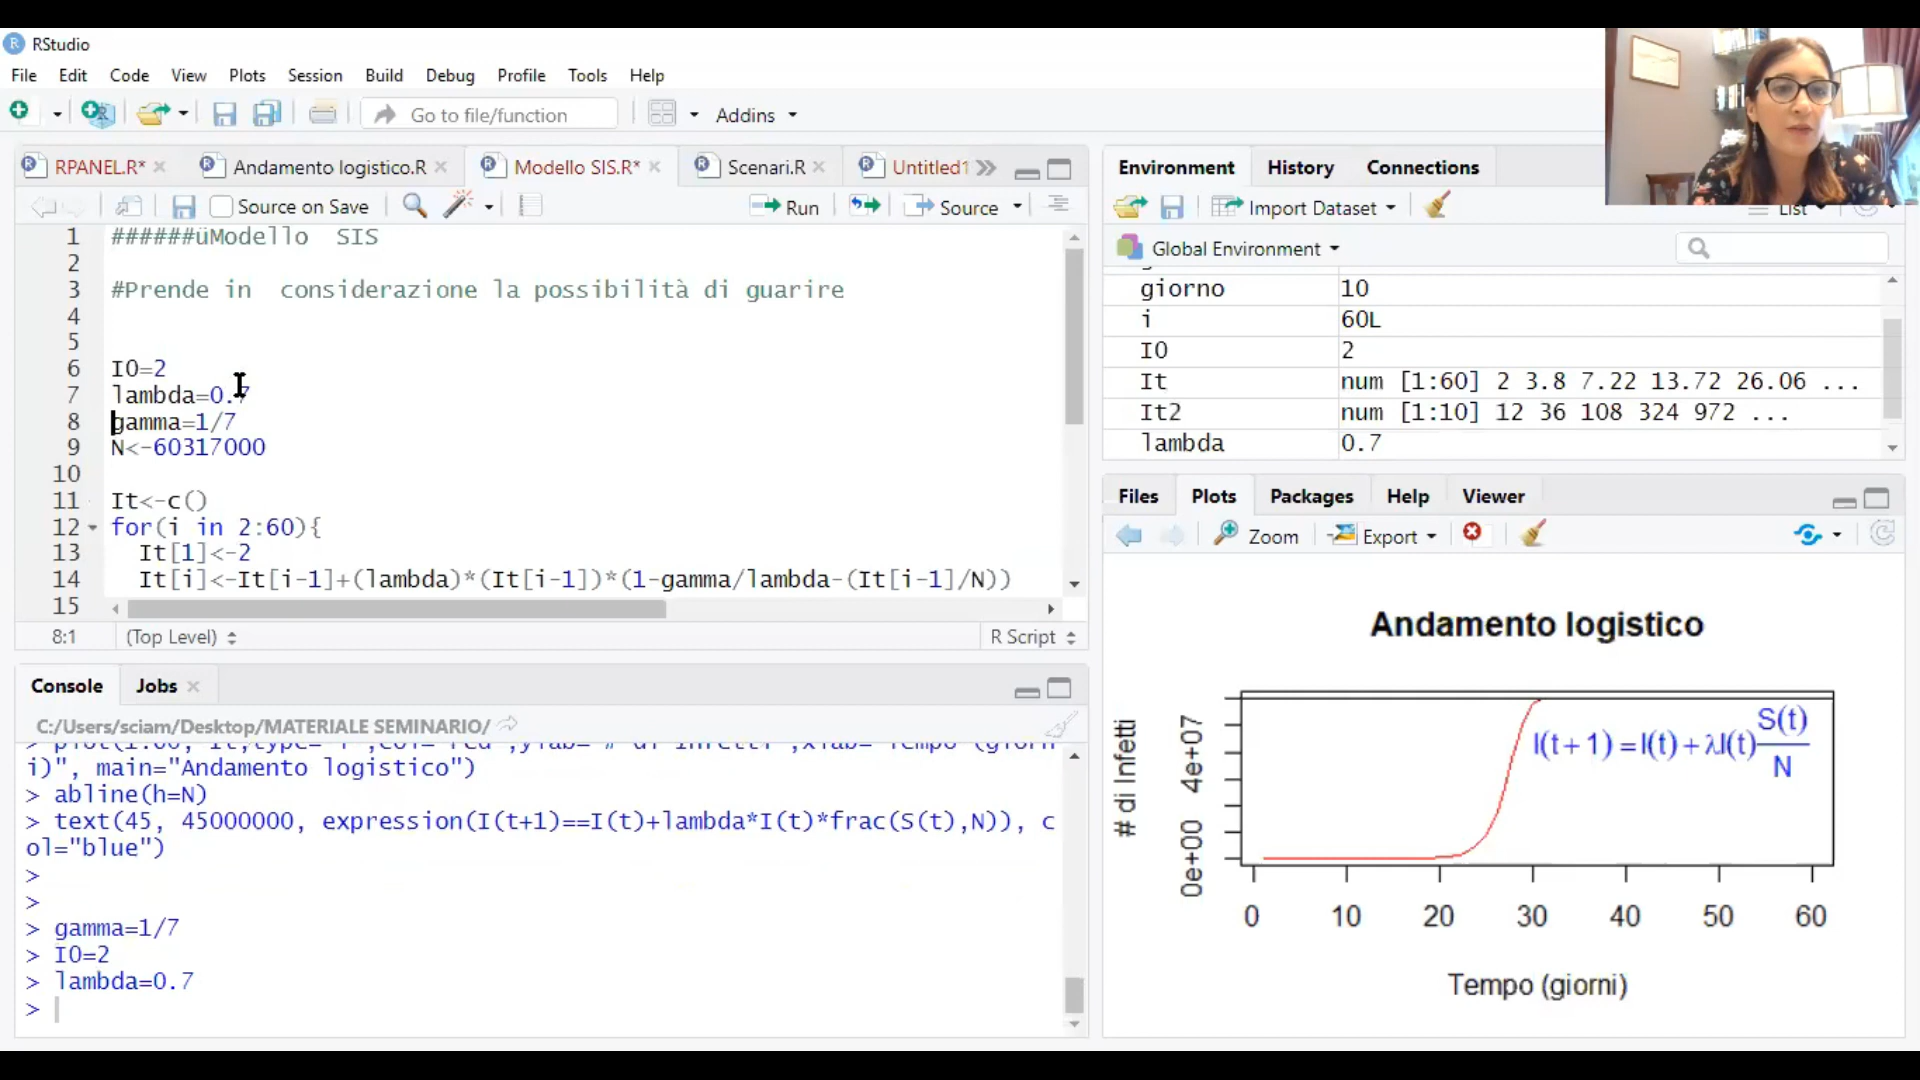 RStudio
File Edit Code View Plots Session Build Debug Profile Tools Help
Go to file/function Addins
RPANEL.R* Andamento logistico.R Modello SIS.R* Scenari.R Untitled1
Source on Save Run Source
1 ######üModello  SIS
2
3 #Prende in  considerazione la possibilità di guarire
4
5
6 I0=2
7 lambda=0.7
8 gamma=1/7
9 N<-60317000
10
11 It<-c()
12 for(i in 2:60){
13   It[1]<-2
14   It[i]<-It[i-1]+(lambda)*(It[i-1])*(1-gamma/lambda-(It[i-1]/N))
15
8:1 (Top Level) R Script
Console Jobs
C:/Users/sciam/Desktop/MATERIALE SEMINARIO/
i)", main="Andamento logistico")
> abline(h=N)
> text(45, 45000000, expression(I(t+1)==I(t)+lambda*I(t)*frac(S(t),N)), c
ol="blue")
>
>
> gamma=1/7
> I0=2
> lambda=0.7
>
Environment History Connections
Import Dataset List
Global Environment
giorno 10
i 60L
I0 2
It num [1:60] 2 3.8 7.22 13.72 26.06 ...
It2 num [1:10] 12 36 108 324 972 ...
lambda 0.7
Files Plots Packages Help Viewer
Zoom Export
Andamento logistico
# di Infetti
0e+00 4e+07
I(t+1)=I(t)+λI(t)S(t)/N
0 10 20 30 40 50 60
Tempo (giorni)